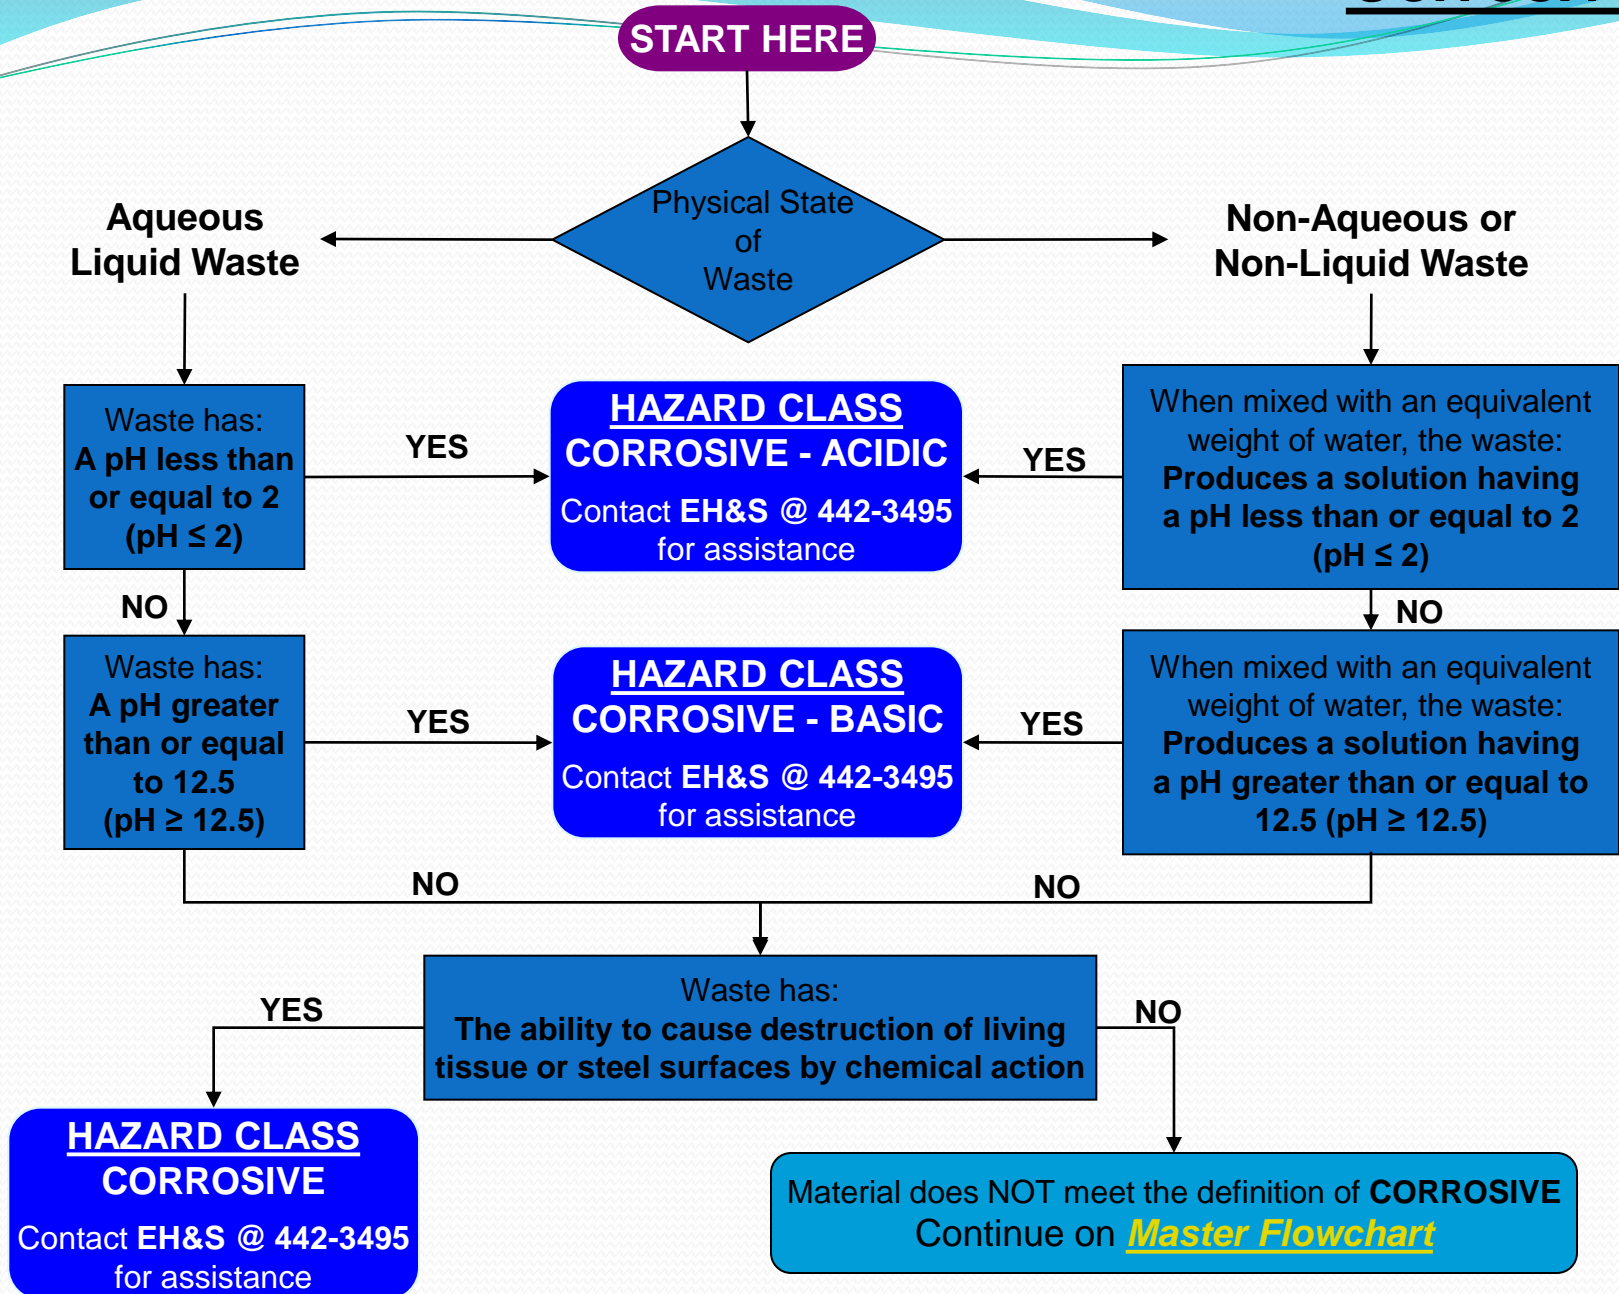 START HERE
Physical State
of
Waste
Aqueous
Liquid Waste
Non-Aqueous or
Non-Liquid Waste
Waste has:
A pH less than
or equal to 2
(pH ≤ 2)
YES
HAZARD CLASS
CORROSIVE - ACIDIC
Contact EH&S @ 442-3495
for assistance
YES
When mixed with an equivalent
weight of water, the waste:
Produces a solution having
a pH less than or equal to 2
(pH ≤ 2)
NO
NO
Waste has:
A pH greater
than or equal
to 12.5
(pH ≥ 12.5)
YES
HAZARD CLASS
CORROSIVE - BASIC
Contact EH&S @ 442-3495
for assistance
YES
When mixed with an equivalent
weight of water, the waste:
Produces a solution having
a pH greater than or equal to
12.5 (pH ≥ 12.5)
NO
NO
Waste has:
The ability to cause destruction of living
tissue or steel surfaces by chemical action
YES
NO
HAZARD CLASS
CORROSIVE
Contact EH&S @ 442-3495
for assistance
Material does NOT meet the definition of CORROSIVE
Continue on Master Flowchart